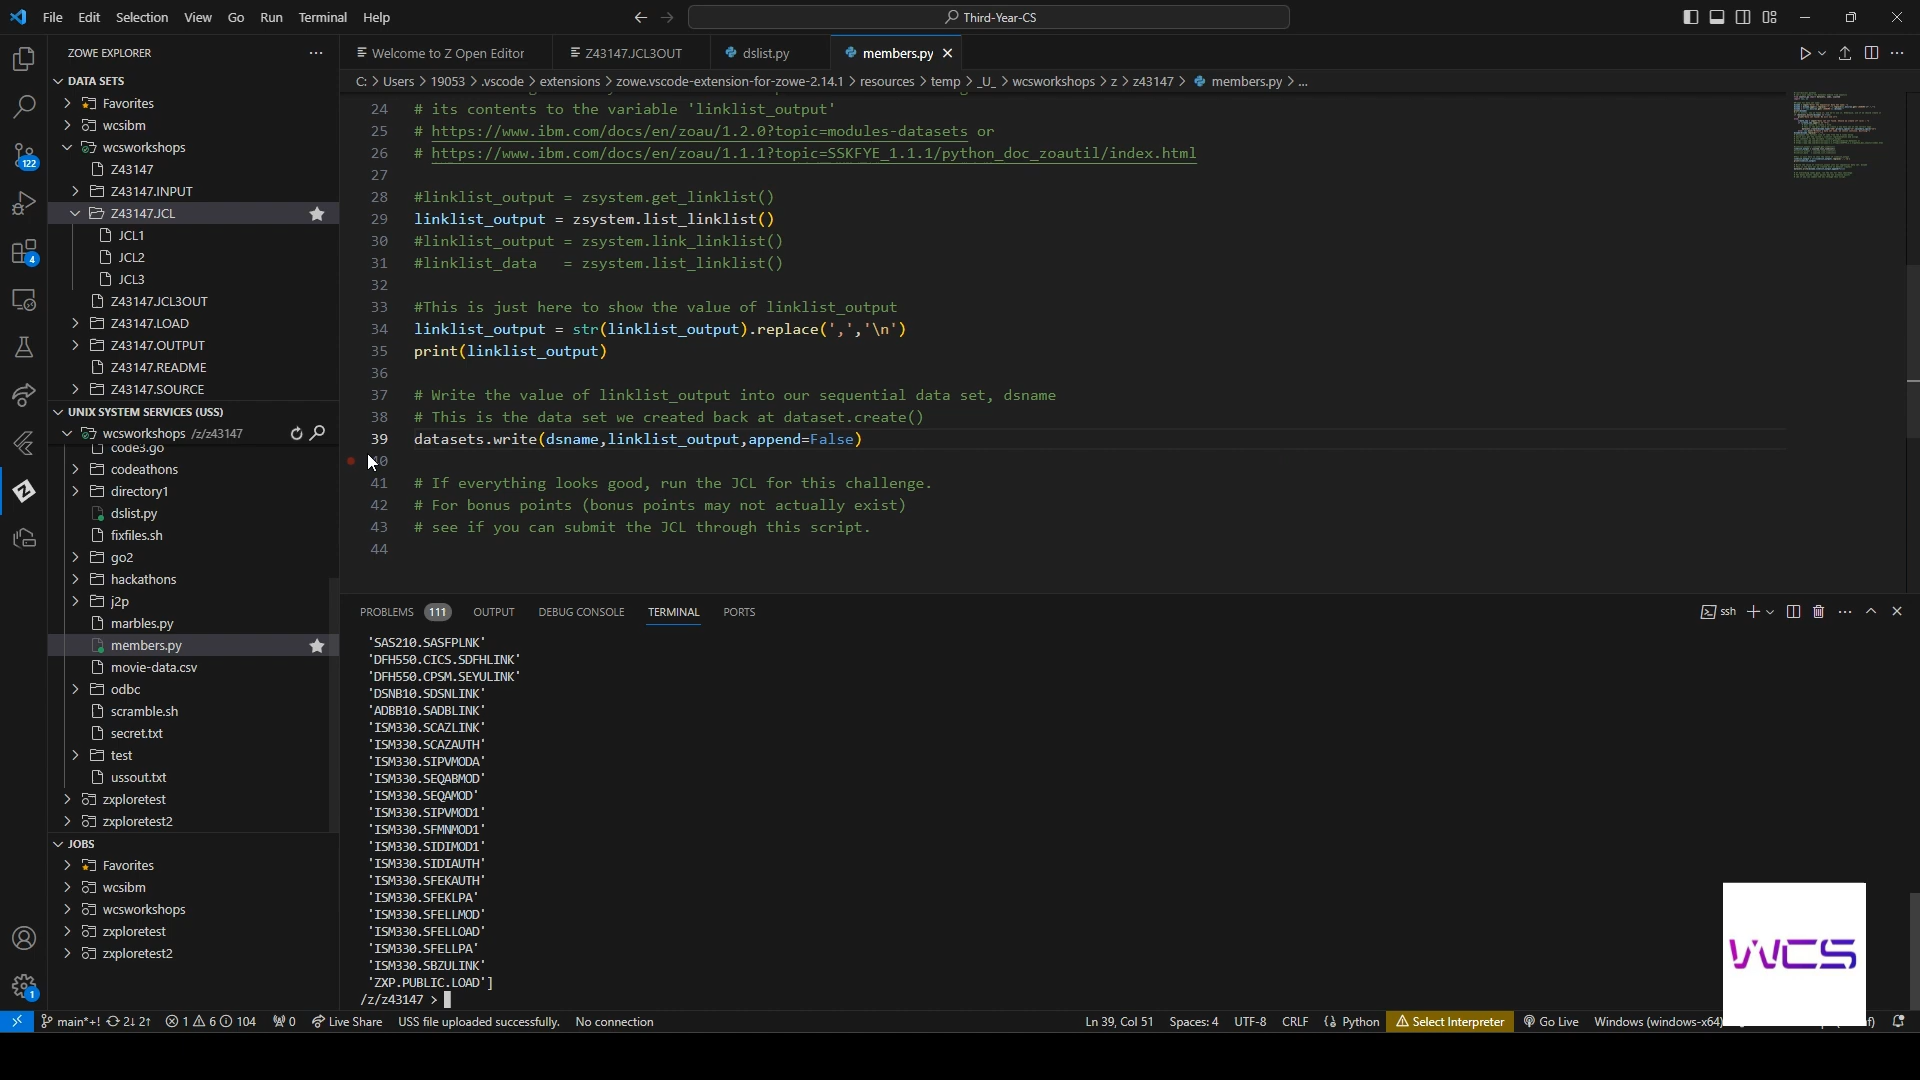 File Edit Selection View Go Run Terminal Help
Third-Year-CS
ZOWE EXPLORER
Welcome to Z Open Editor
Z43147.JCL3OUT
dslist.py
members.py
C: > Users > 19053 > .vscode > extensions > zowe.vscode-extension-for-zowe-2.14.1 > resources > temp > _U_ > wcsworkshops > z > z43147 > members.py > ...
DATA SETS
Favorites
wcsibm
wcsworkshops
Z43147
Z43147.INPUT
Z43147.JCL
JCL1
JCL2
JCL3
Z43147.JCL3OUT
Z43147.LOAD
Z43147.OUTPUT
Z43147.README
Z43147.SOURCE
UNIX SYSTEM SERVICES (USS)
wcsworkshops /z/z43147
code3.go
codeathons
directory1
dslist.py
fixfiles.sh
go2
hackathons
j2p
marbles.py
members.py
movie-data.csv
odbc
scramble.sh
secret.txt
test
ussout.txt
zxploretest
zxploretest2
JOBS
Favorites
wcsibm
wcsworkshops
zxploretest
zxploretest2
122
4
1
24 # its contents to the variable 'linklist_output'
25 # https://www.ibm.com/docs/en/zoau/1.2.0?topic=modules-datasets or
26 # https://www.ibm.com/docs/en/zoau/1.1.1?topic=SSKFYE_1.1.1/python_doc_zoautil/index.html
27
28 #linklist_output = zsystem.get_linklist()
29 linklist_output = zsystem.list_linklist()
30 #linklist_output = zsystem.link_linklist()
31 #linklist_data   = zsystem.list_linklist()
32
33 #This is just here to show the value of linklist_output
34 linklist_output = str(linklist_output).replace(',','\n')
35 print(linklist_output)
36
37 # Write the value of linklist_output into our sequential data set, dsname
38 # This is the data set we created back at dataset.create()
39 datasets.write(dsname,linklist_output,append=False)
41 # If everything looks good, run the JCL for this challenge.
42 # For bonus points (bonus points may not actually exist)
43 # see if you can submit the JCL through this script.
44
PROBLEMS 111 OUTPUT DEBUG CONSOLE TERMINAL PORTS
ssh
'SAS210.SASFPLNK'
'DFH550.CICS.SDFHLINK'
'DFH550.CPSM.SEYULINK'
'DSNB10.SDSNLINK'
'ADBB10.SADBLINK'
'ISM330.SCAZLINK'
'ISM330.SCAZAUTH'
'ISM330.SIPVMODA'
'ISM330.SEQABMOD'
'ISM330.SEQAMOD'
'ISM330.SIPVMOD1'
'ISM330.SFMNMOD1'
'ISM330.SIDIMOD1'
'ISM330.SIDIAUTH'
'ISM330.SFEKAUTH'
'ISM330.SFEKLPA'
'ISM330.SFELLMOD'
'ISM330.SFELLOAD'
'ISM330.SFELLPA'
'ISM330.SBZULINK'
'ZXP.PUBLIC.LOAD']
/z/z43147 >
WCS
main*+! 2↓ 2↑ 1 6 104 0 Live Share USS file uploaded successfully. No connection
Ln 39, Col 51 Spaces: 4 UTF-8 CRLF Python Select Interpreter Go Live Windows (windows-x64)